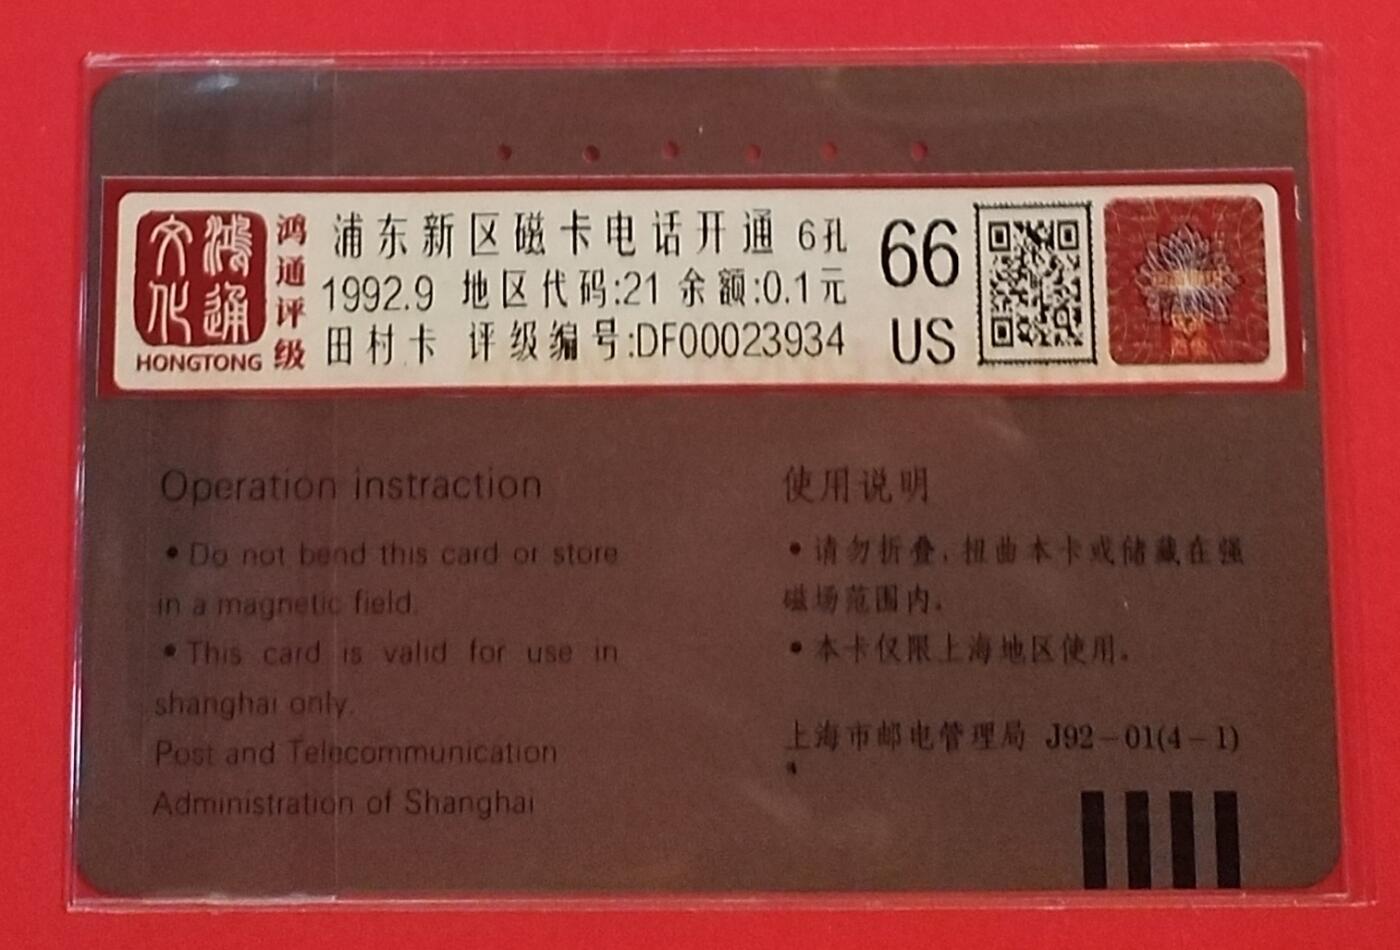 鸿通文化
HONGTONG
鸿通评级
浦东新区磁卡电话开通 6孔
1992.9 地区代码:21 余额:0.1元
田村卡 评级编号:DF00023934
66
US
Operation instraction
• Do not bend this card or store
in a magnetic field.
• This card is valid for use in
shanghai only.
Post and Telecommunication
Administration of Shanghai
使用说明
• 请勿折叠，扭曲本卡或储藏在强
磁场范围内。
• 本卡仅限上海地区使用。
上海市邮电管理局 J92－01(4－1)